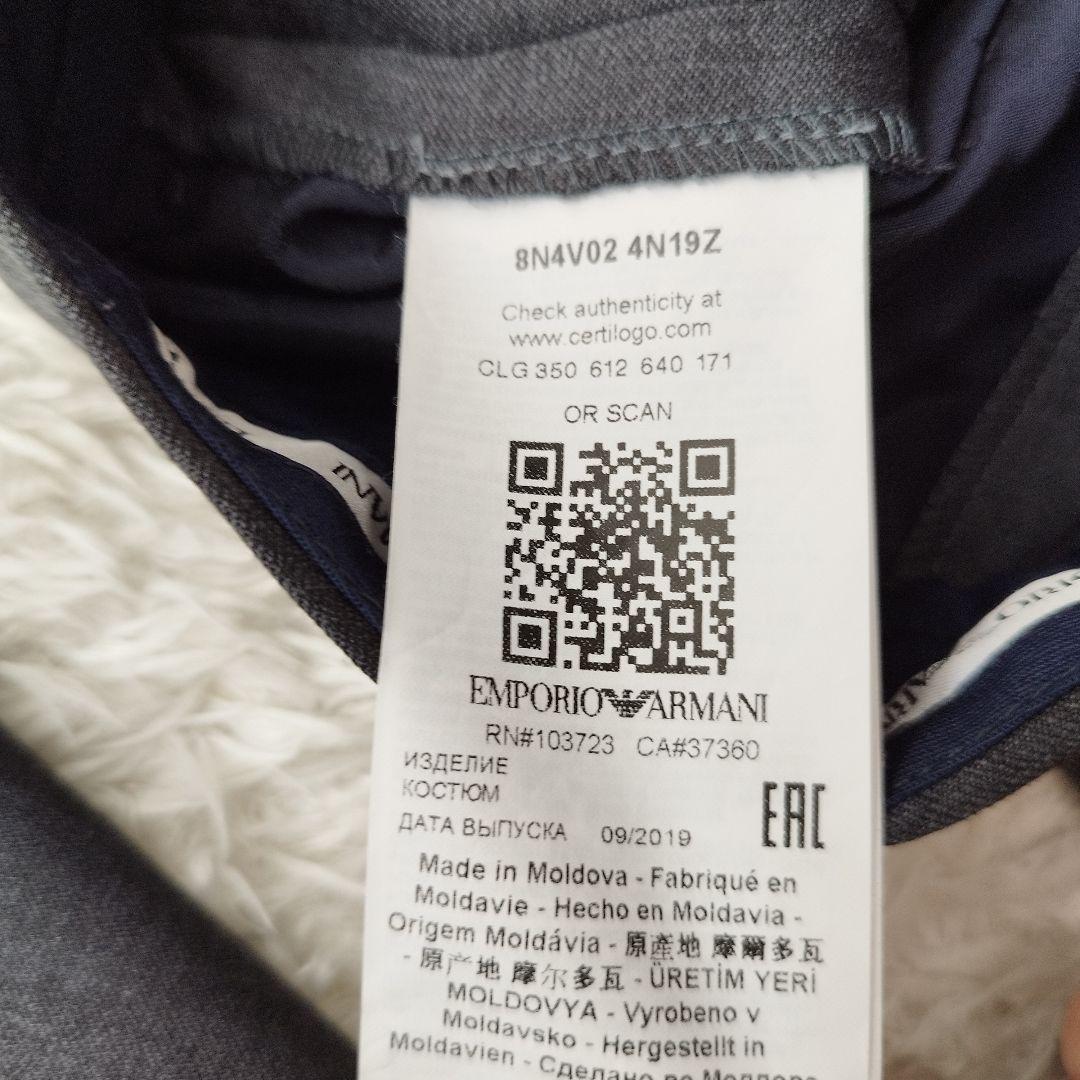 8N4V02 4N19Z
Check authenticity at
www.certilogo.com
CLG 350 612 640 171
OR SCAN
EMPORIO ARMANI
RN#103723 CA#37360
ИЗДЕЛИЕ
КОСТЮМ
EAC
ДАТА ВЫПУСКА 09/2019
Made in Moldova - Fabriqué en
Moldavie - Hecho en Moldavia -
Origem Moldávia - 原產地 摩爾多瓦
- 原产地 摩尔多瓦 - ÜRETİM YERİ
MOLDOVYA - Vyrobeno v
Moldavsko - Hergestellt in
Moldavien - Сделано во